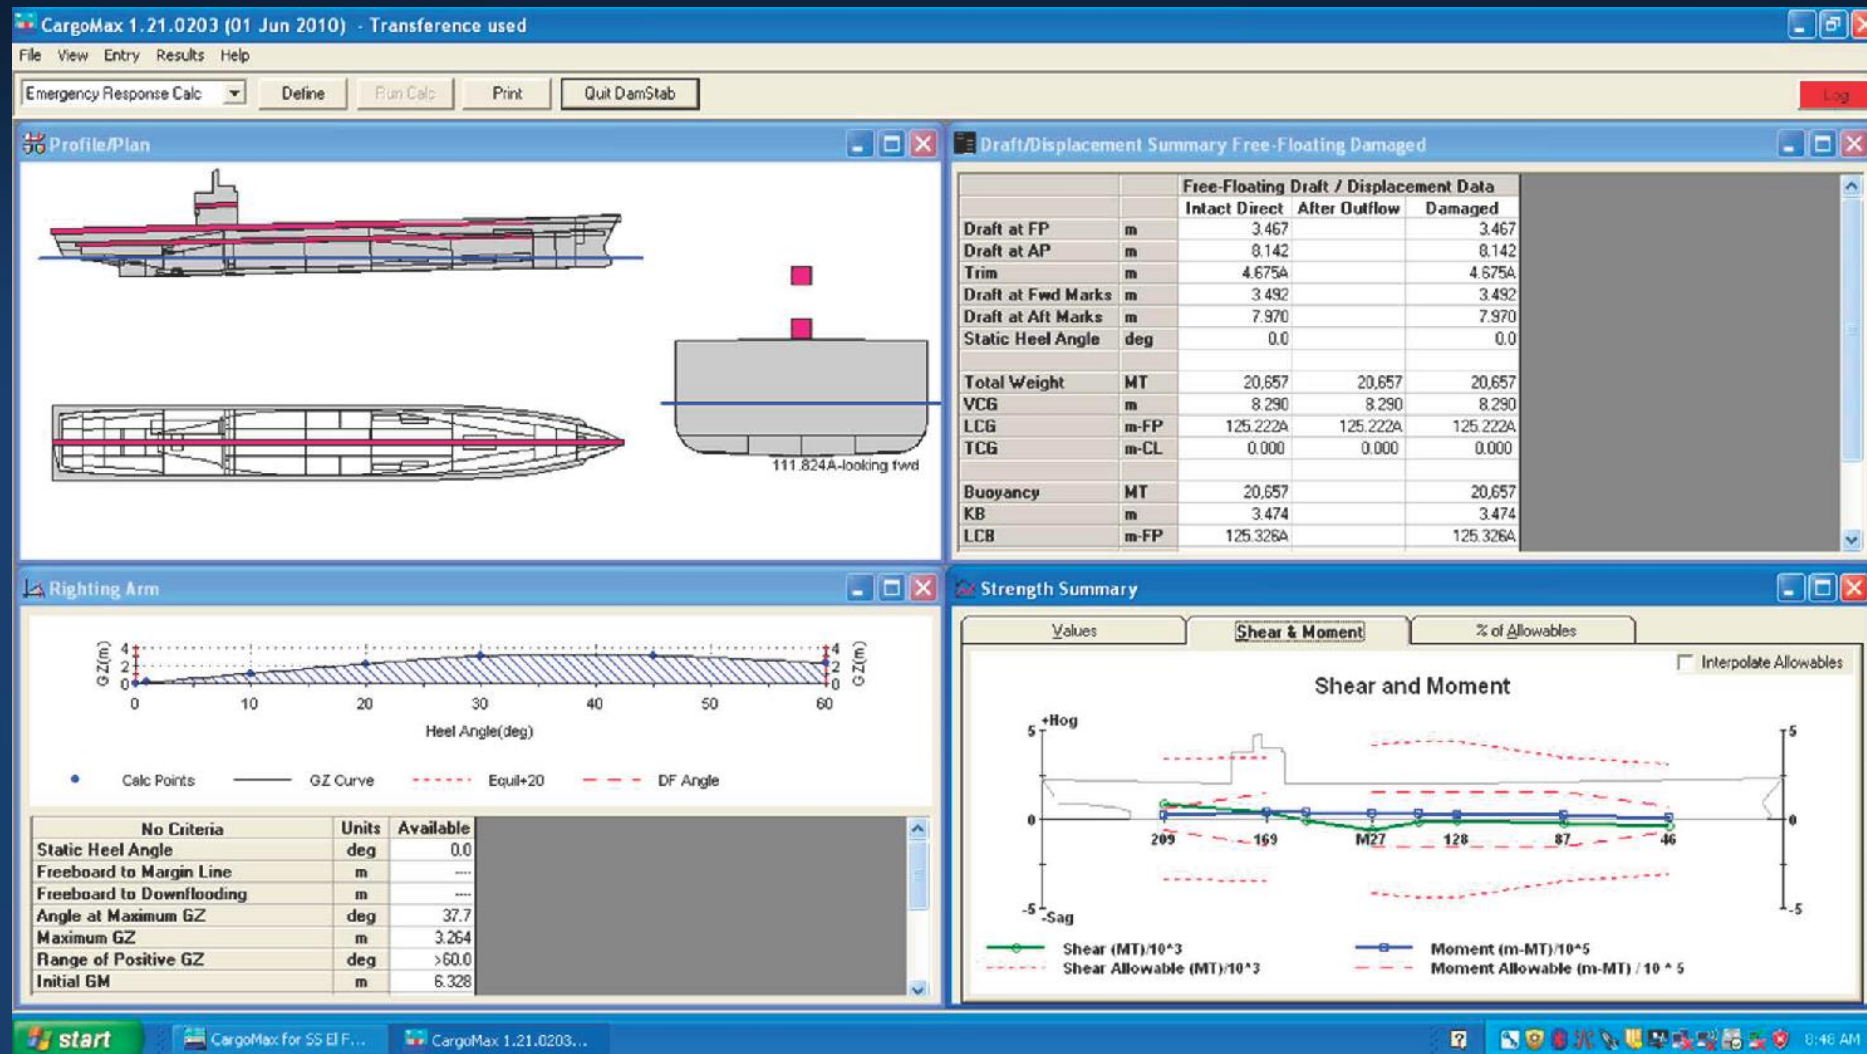 CargoMax 1.21.0203 (01 Jun 2010) - Transference used
File View Entry Results Help
Emergency Response Calc Define Run Calc Print Quit DamStab Log
Profile/Plan
111.824A-looking fwd
Draft/Displacement Summary Free-Floating Damaged
Free-Floating Draft / Displacement Data
Intact Direct After Outflow Damaged
Draft at FP m 3.467 3.467
Draft at AP m 8.142 8.142
Trim m 4.675A 4.675A
Draft at Fwd Marks m 3.492 3.492
Draft at Aft Marks m 7.970 7.970
Static Heel Angle deg 0.0 0.0
Total Weight MT 20,657 20,657 20,657
VCG m 8.290 8.290 8.290
LCG m-FP 125.222A 125.222A 125.222A
TCG m-CL 0.000 0.000 0.000
Buoyancy MT 20,657 20,657
KB m 3.474 3.474
LCB m-FP 125.326A 125.326A
Righting Arm
GZ(m) 4 2 0
4 2 0 GZ(m)
0 10 20 30 40 50 60
Heel Angle(deg)
Calc Points GZ Curve Equil+20 DF Angle
No Criteria Units Available
Static Heel Angle deg 0.0
Freeboard to Margin Line m ----
Freeboard to Downflooding m ----
Angle at Maximum GZ deg 37.7
Maximum GZ m 3.264
Range of Positive GZ deg >60.0
Initial GM m 6.328
Strength Summary
Values Shear & Moment % of Allowables
Interpolate Allowables
Shear and Moment
5 +Hog 5
0 0
209 169 M27 128 87 46
-5 -Sag -5
Shear (MT)/10^3 Moment (m-MT)/10^5
Shear Allowable (MT)/10^3 Moment Allowable (m-MT) / 10 ^ 5
start CargoMax for SS El F... CargoMax 1.21.0203... 8:46 AM